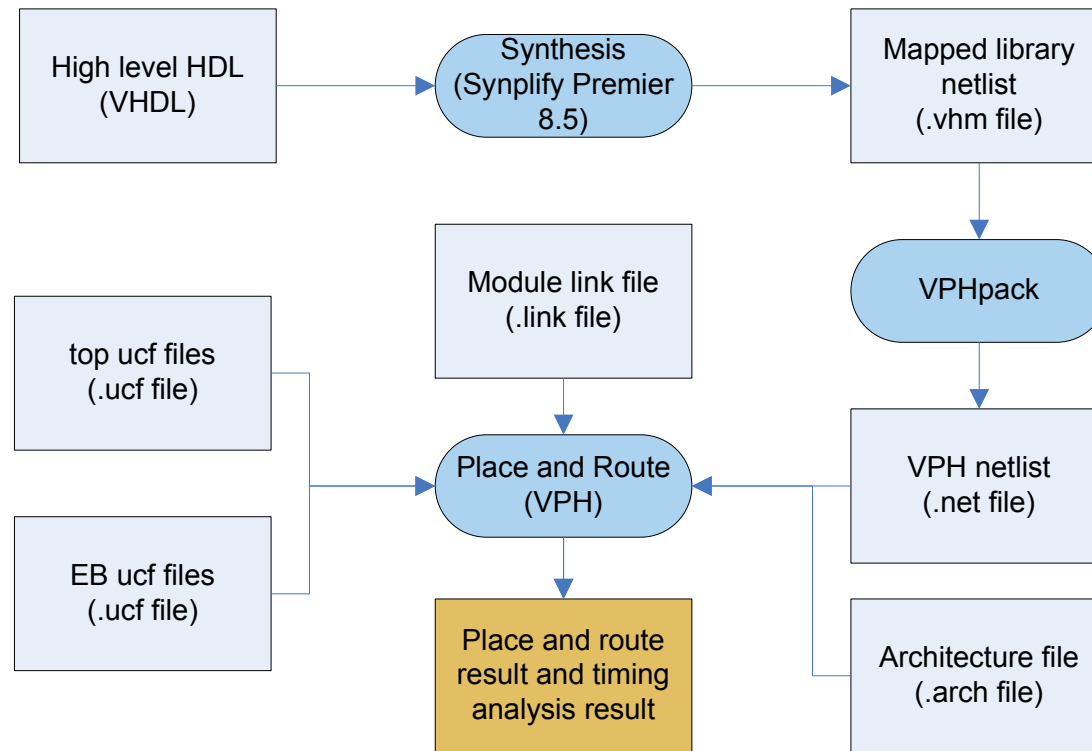 High level HDL
(VHDL)
Synthesis
(Synplify Premier
8.5)
Mapped library
netlist
(.vhm file)
Module link file
(.link file)
VPHpack
top ucf files
(.ucf file)
Place and Route
(VPH)
VPH netlist
(.net file)
EB ucf files
(.ucf file)
Place and route
result and timing
analysis result
Architecture file
(.arch file)